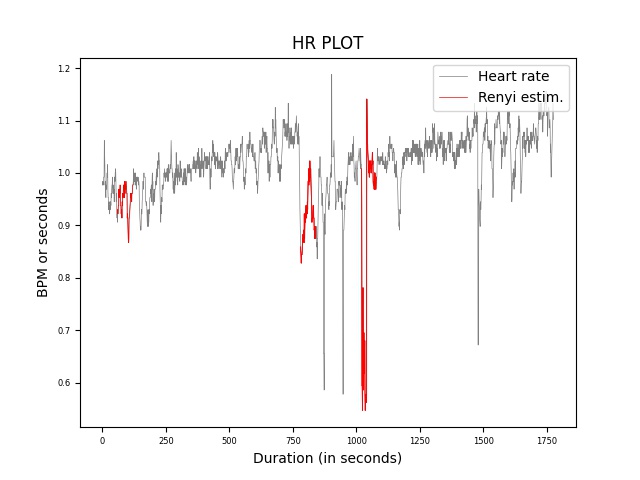 HR PLOT
Heart rate
Renyi estim.
BPM or seconds
1.2
1.1
1.0
0.9
0.8
0.7
0.6
0 250 500 750 1000 1250 1500 1750
Duration (in seconds)